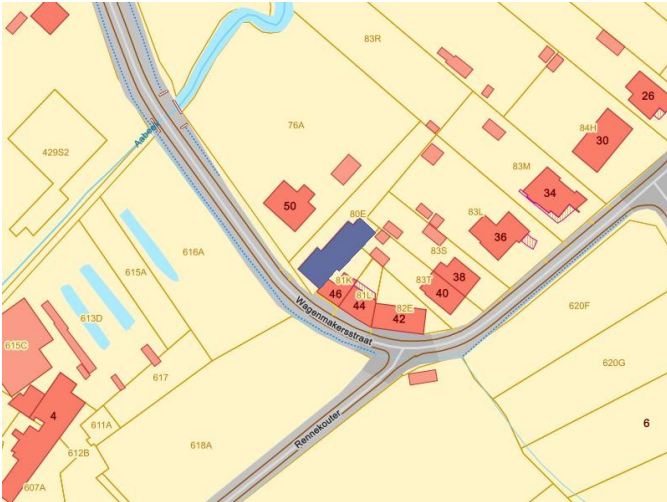 83R
26
84H
30
76A
Aabeek
429S2
83M
34
50
80E
83L
36
616A
83S
38
81K
83T
615A
46
81L
40
44
82E
42
620F
613D
Wagenmakersstraat
615C
620G
617
4
6
611A
Rennekouter
618A
612B
607A